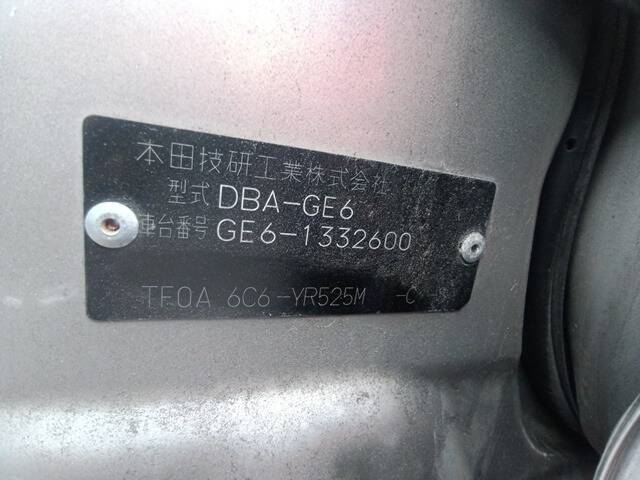 本田技研工業株式会社
型式 DBA-GE6
車台番号 GE6-1332600
TF0A 6C6-YR525M -C